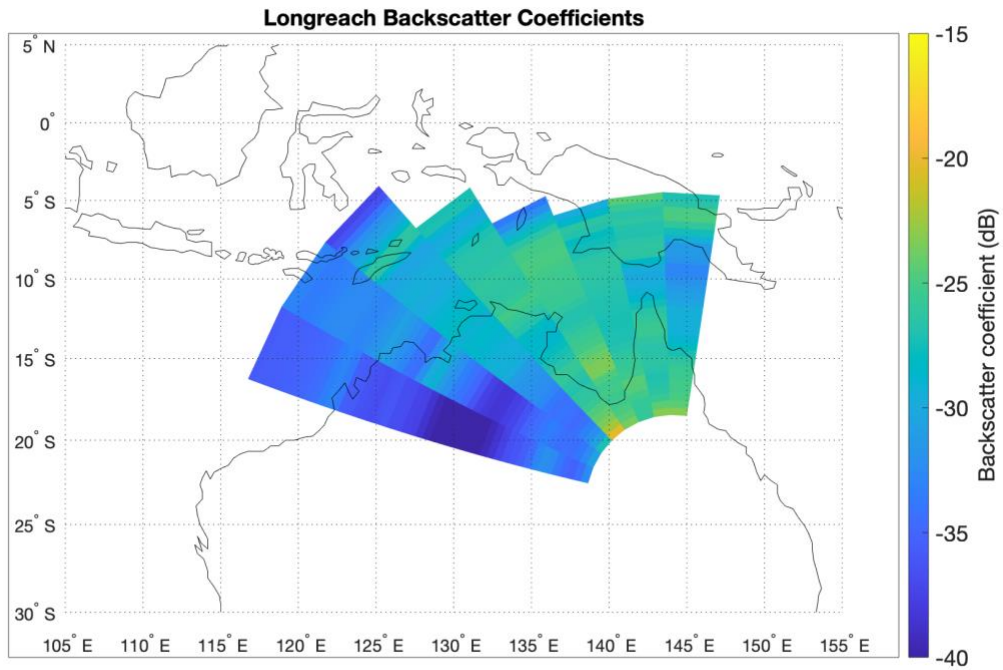 Longreach Backscatter Coefficients
5° N
0°
5° S
10° S
15° S
20° S
25° S
30° S
105° E 110° E 115° E 120° E 125° E 130° E 135° E 140° E 145° E 150° E 155° E
-15
-20
-25
-30
-35
-40
Backscatter coefficient (dB)